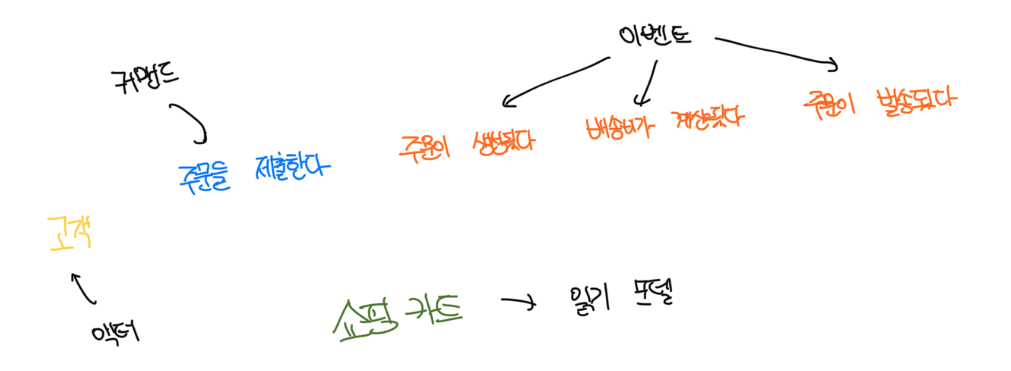 이벤트
커맨드
주문이 생성됐다
배송비가 계산됐다
주문이 발송됐다
주문을 제출한다
고객
액터
쇼핑 카트
읽기 모델